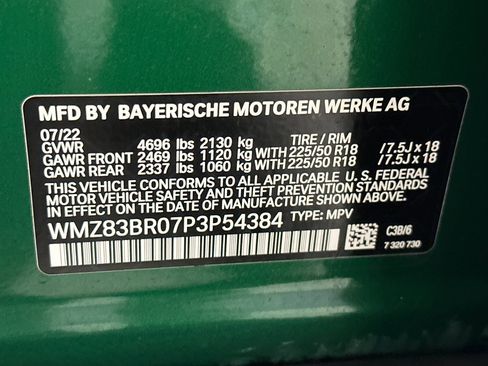 MFD BY BAYERISCHE MOTOREN WERKE AG
07/22 TIRE / RIM
GVWR 4696 lbs 2130 kg
GAWR FRONT 2469 lbs 1120 kg WITH 225/50 R18 / 7.5J x 18
GAWR REAR 2337 lbs 1060 kg WITH 225/50 R18 / 7.5J x 18
THIS VEHICLE CONFORMS TO ALL APPLICABLE U. S. FEDERAL
MOTOR VEHICLE SAFETY AND THEFT PREVENTION STANDARDS
IN EFFECT ON THE DATE OF MANUFACTURE SHOWN ABOVE.
WMZ83BR07P3P54384 TYPE: MPV
C3B/6
7 320 730